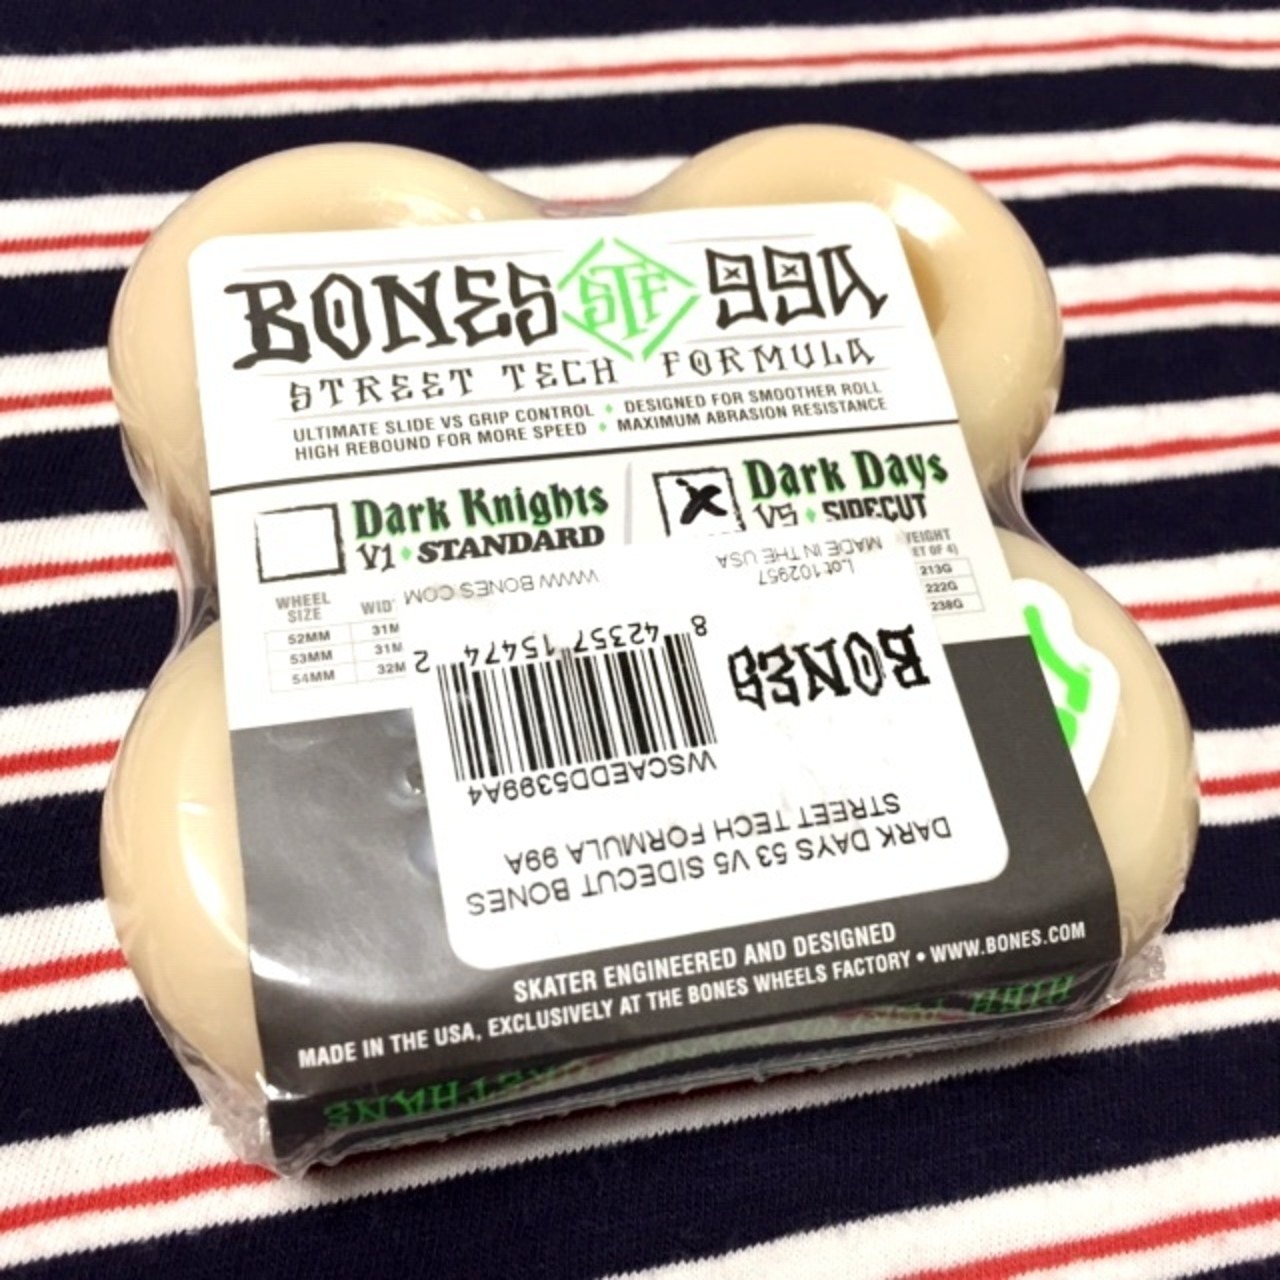 BONES STF 99A
STREET TECH FORMULA
ULTIMATE SLIDE VS GRIP CONTROL • DESIGNED FOR SMOOTHER ROLL
HIGH REBOUND FOR MORE SPEED • MAXIMUM ABRASION RESISTANCE
Dark Knights
V1 • STANDARD
Dark Days
V5 • SIDECUT
WHEEL
SIZE
52MM 31M
53MM 31M
54MM 32M
213G
222G
238G
WWW.BONES.COM
Lot 102957
MADE IN THE USA
8 42357 15474 2
BONES
WSCAEDD5399A4
DARK DAYS 53 V5 SIDECUT BONES
STREET TECH FORMULA 99A
SKATER ENGINEERED AND DESIGNED
EXCLUSIVELY AT THE BONES WHEELS FACTORY • WWW.BONES.COM
MADE IN THE USA,